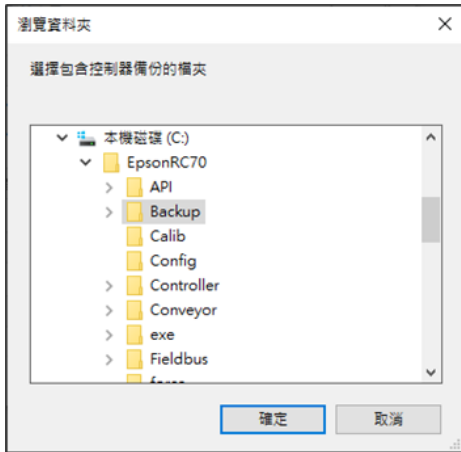 瀏覽資料夾
選擇包含控制器備份的檔夾
本機磁碟 (C:)
EpsonRC70
API
Backup
Calib
Config
Controller
Conveyor
exe
Fieldbus
確定
取消